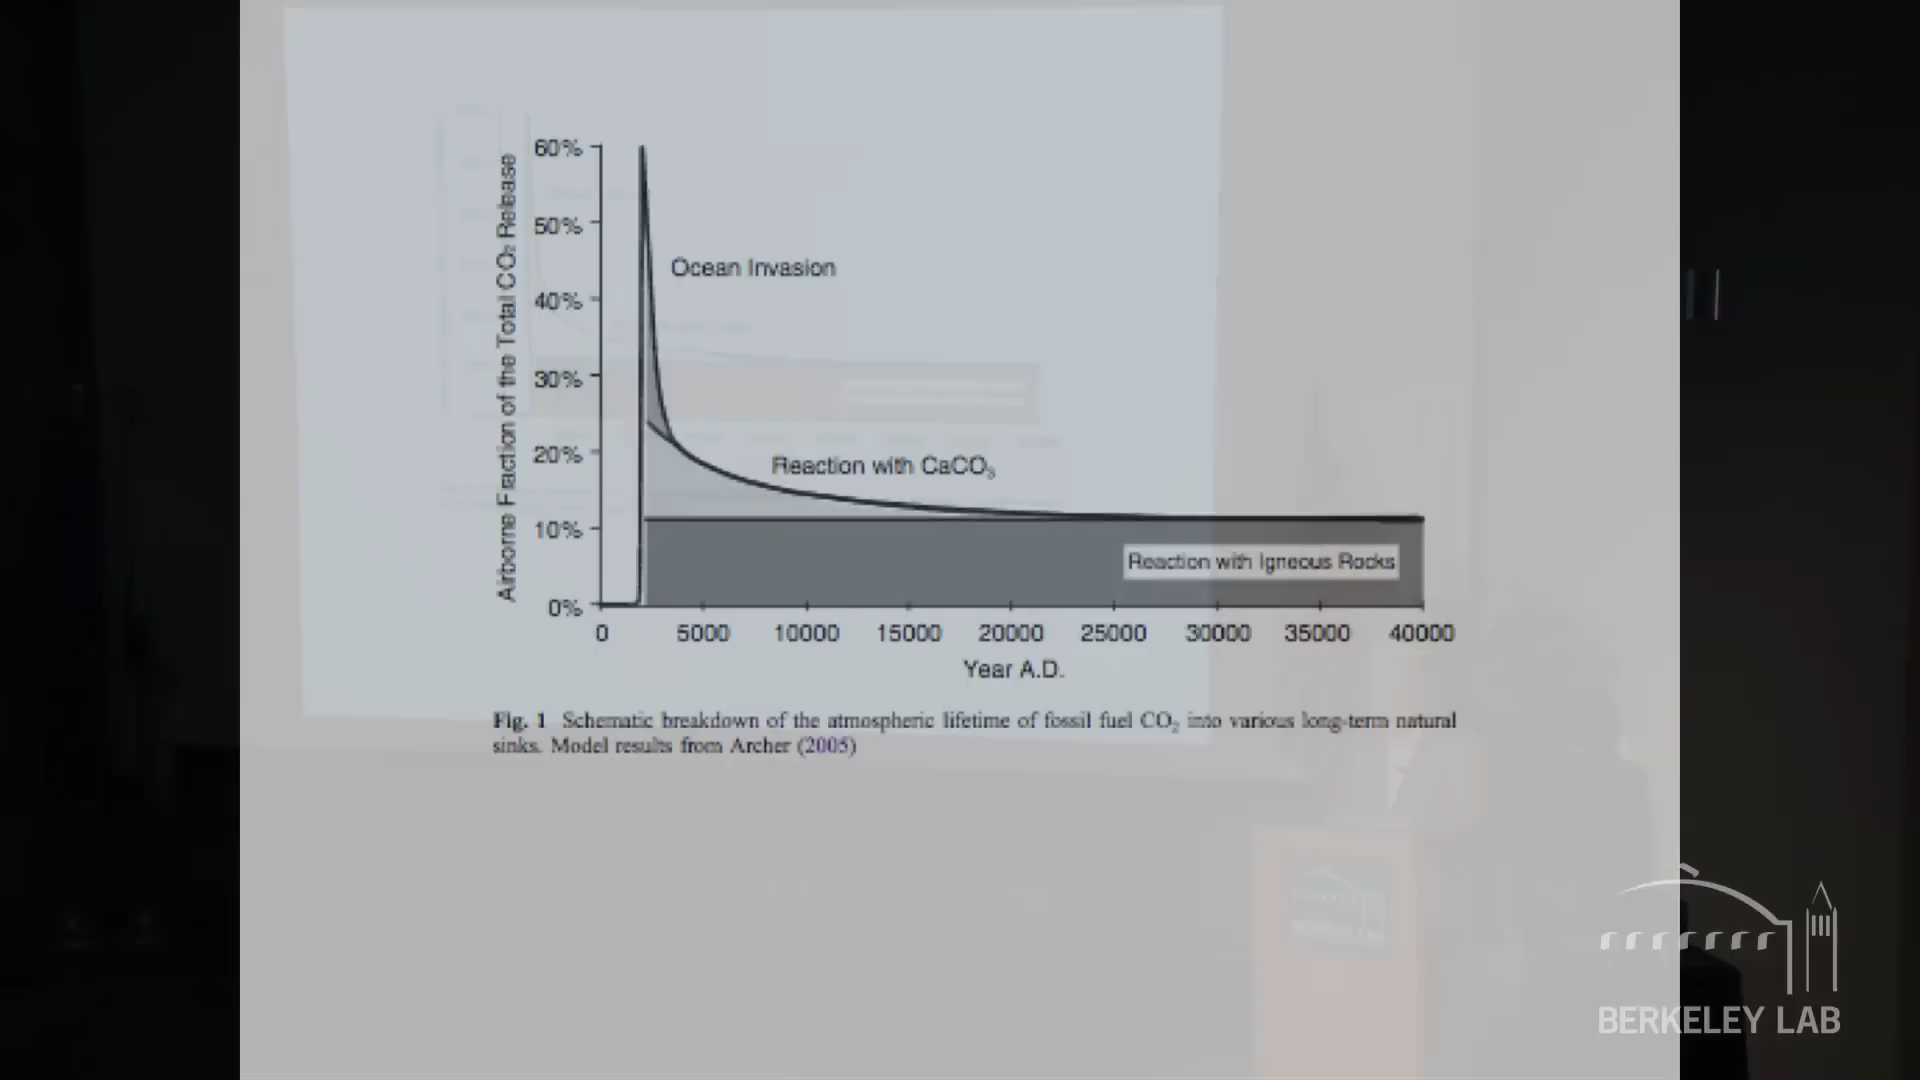 Airborne Fraction of the Total CO₂ Release
60%
50%
40%
30%
20%
10%
0%
Ocean Invasion
Reaction with CaCO₃
Reaction with Igneous Rocks
0 5000 10000 15000 20000 25000 30000 35000 40000
Year A.D.
Fig. 1 Schematic breakdown of the atmospheric lifetime of fossil fuel CO₂ into various long-term natural
sinks. Model results from Archer (2005)
BERKELEY LAB